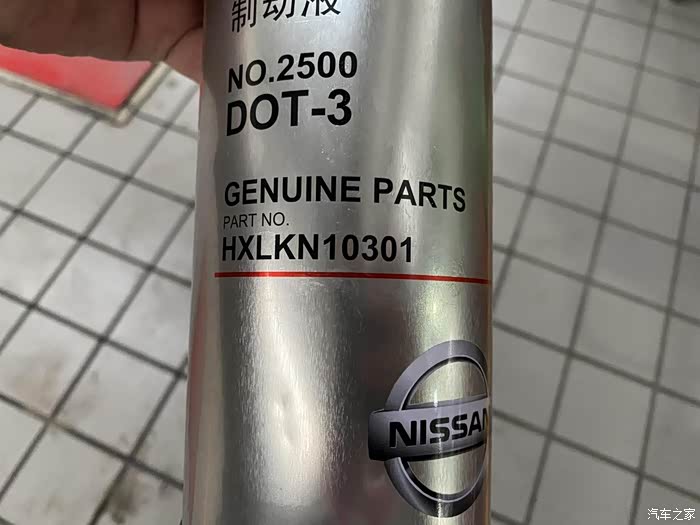 制动液
NO.2500
DOT-3
GENUINE PARTS
PART NO.
HXLKN10301
NISSAN
汽车之家